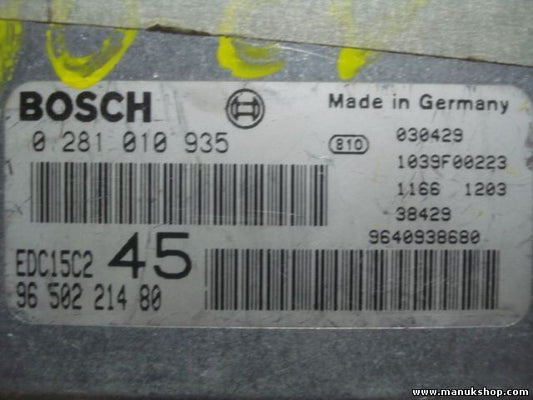 BOSCH
Made in Germany
0 281 010 935
810
030429
1039F00223
1166 1203
38429
9640938680
EDC15C2 45
96 502 214 80
www.manukshop.com